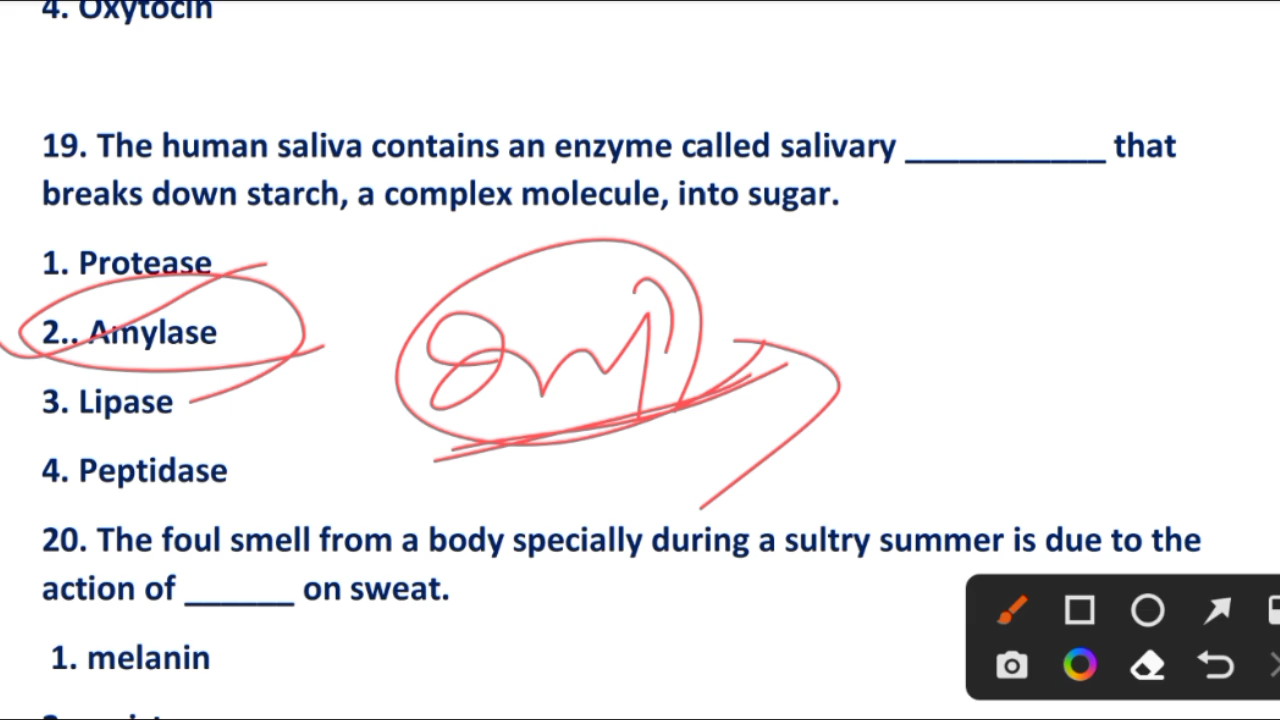 4. Oxytocin
19. The human saliva contains an enzyme called salivary ___________ that
breaks down starch, a complex molecule, into sugar.
1. Protease
2.. Amylase
3. Lipase
4. Peptidase
20. The foul smell from a body specially during a sultry summer is due to the
action of ______ on sweat.
1. melanin